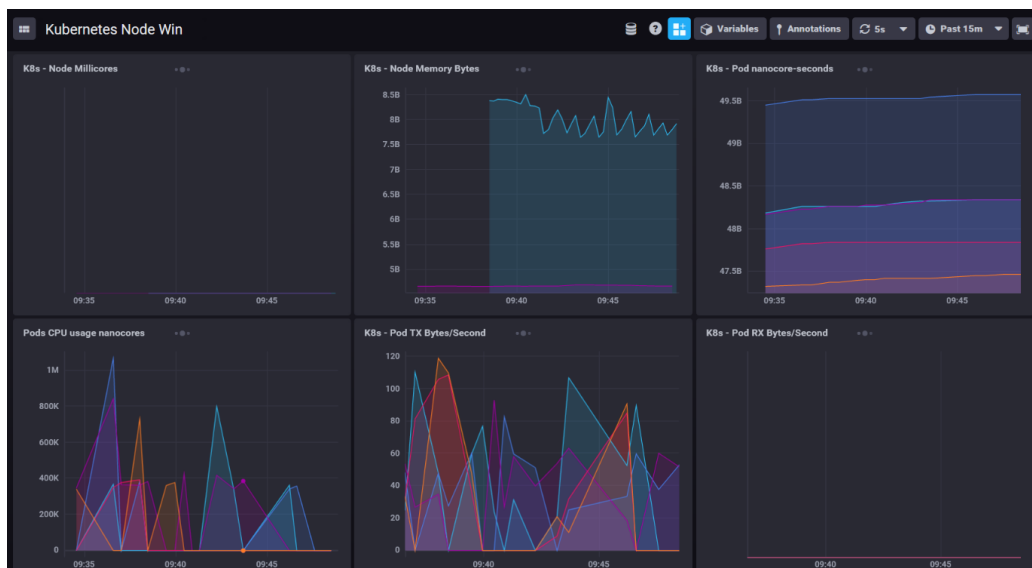 Kubernetes Node Win
Variables
Annotations
5s
Past 15m
K8s - Node Millicores
09:35 09:40 09:45
K8s - Node Memory Bytes
8.5B
8B
7.5B
7B
6.5B
6B
5.5B
5B
09:35 09:40 09:45
K8s - Pod nanocore-seconds
49.5B
49B
48.5B
48B
47.5B
09:35 09:40 09:45
Pods CPU usage nanocores
1M
800K
600K
400K
200K
0
09:35 09:40 09:45
K8s - Pod TX Bytes/Second
120
100
80
60
40
20
0
09:40 09:45
K8s - Pod RX Bytes/Second
09:40 09:45